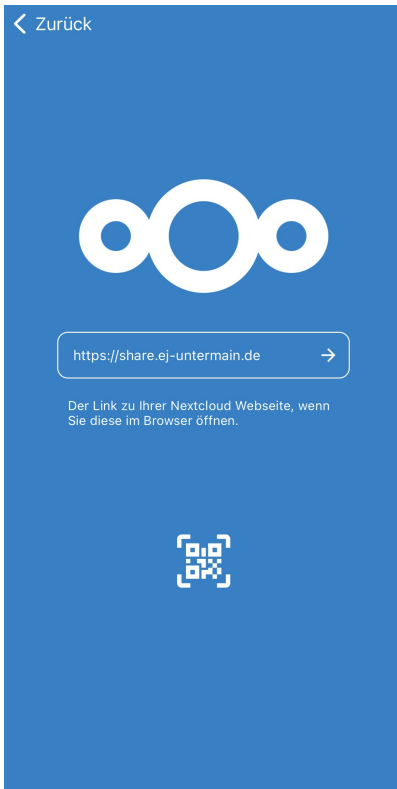 Zurück
https://share.ej-untermain.de
Der Link zu Ihrer Nextcloud Webseite, wenn
Sie diese im Browser öffnen.